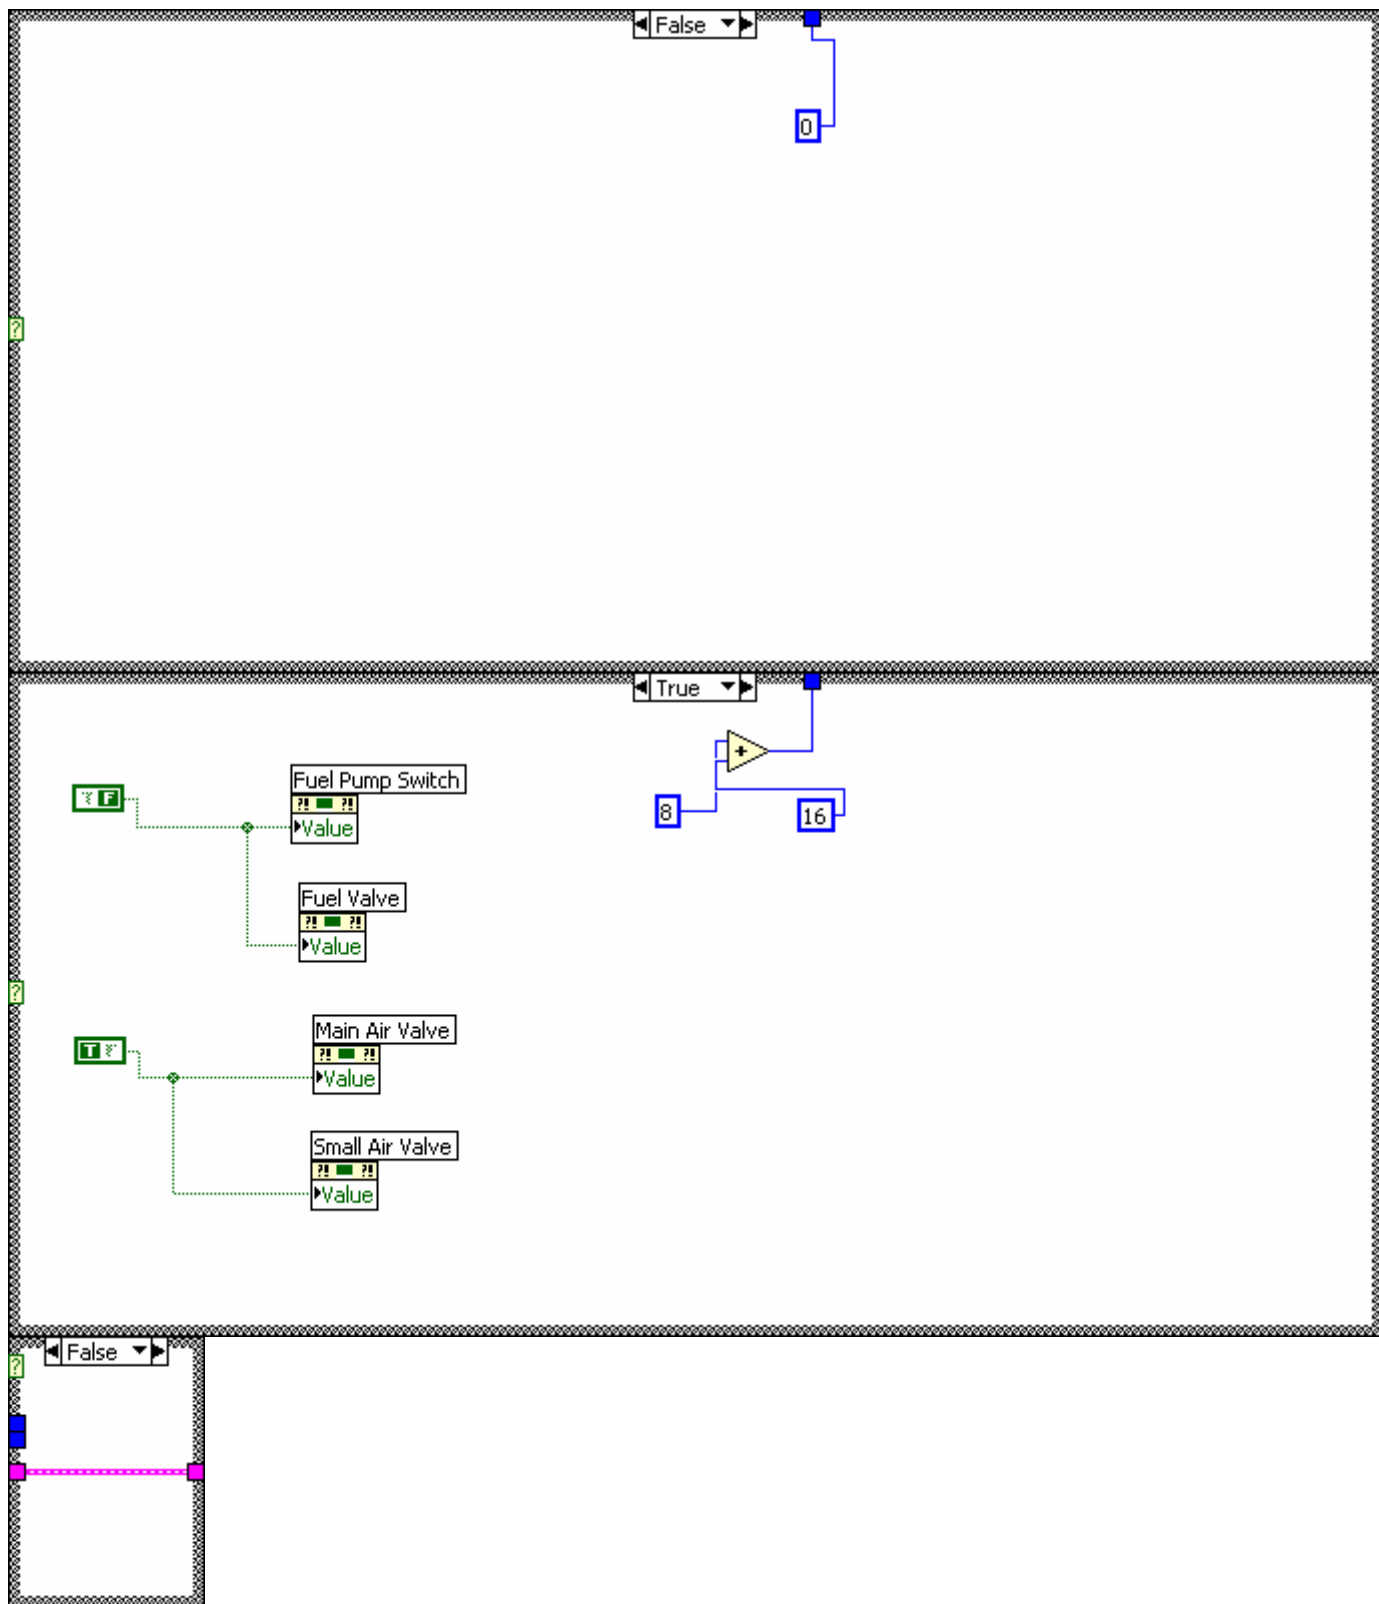 False
0
?
True
+
8
16
F
Fuel Pump Switch
?! ?!
Value
Fuel Valve
?! ?!
Value
?
T
Main Air Valve
?! ?!
Value
Small Air Valve
?! ?!
Value
False
?